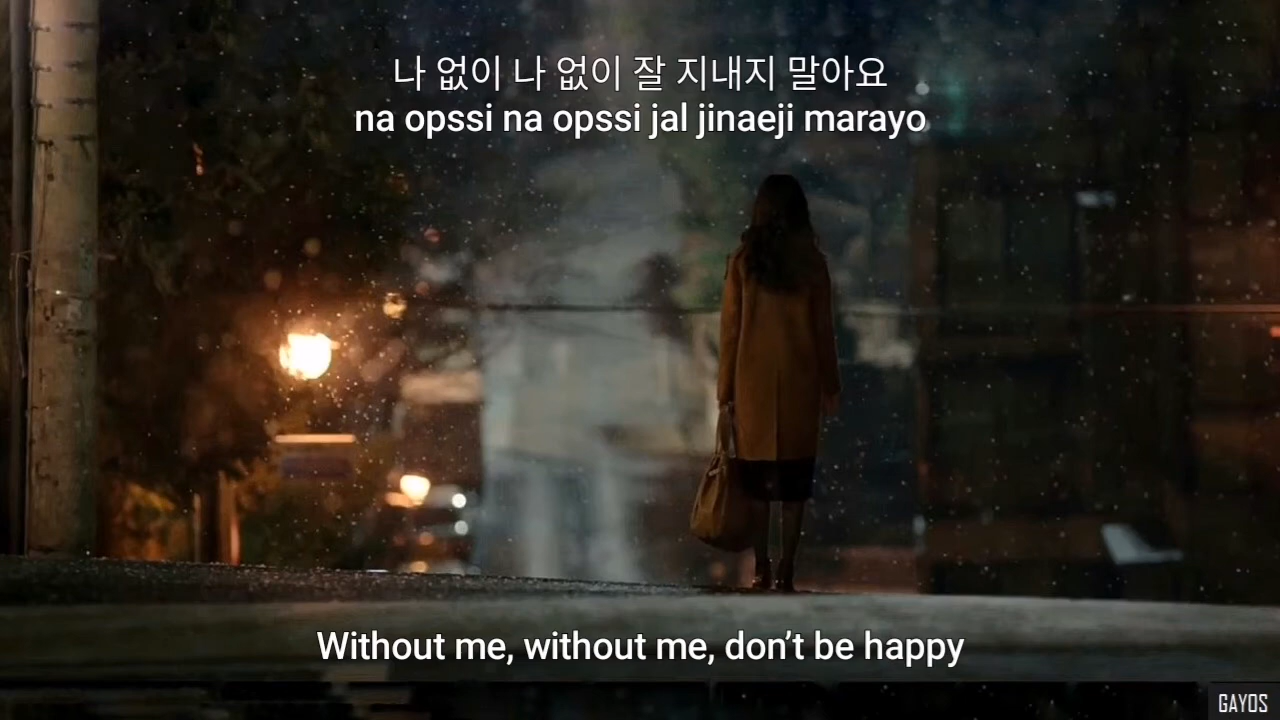 나 없이 나 없이 잘 지내지 말아요
na opssi na opssi jal jinaeji marayo
Without me, without me, don’t be happy
GAYOS